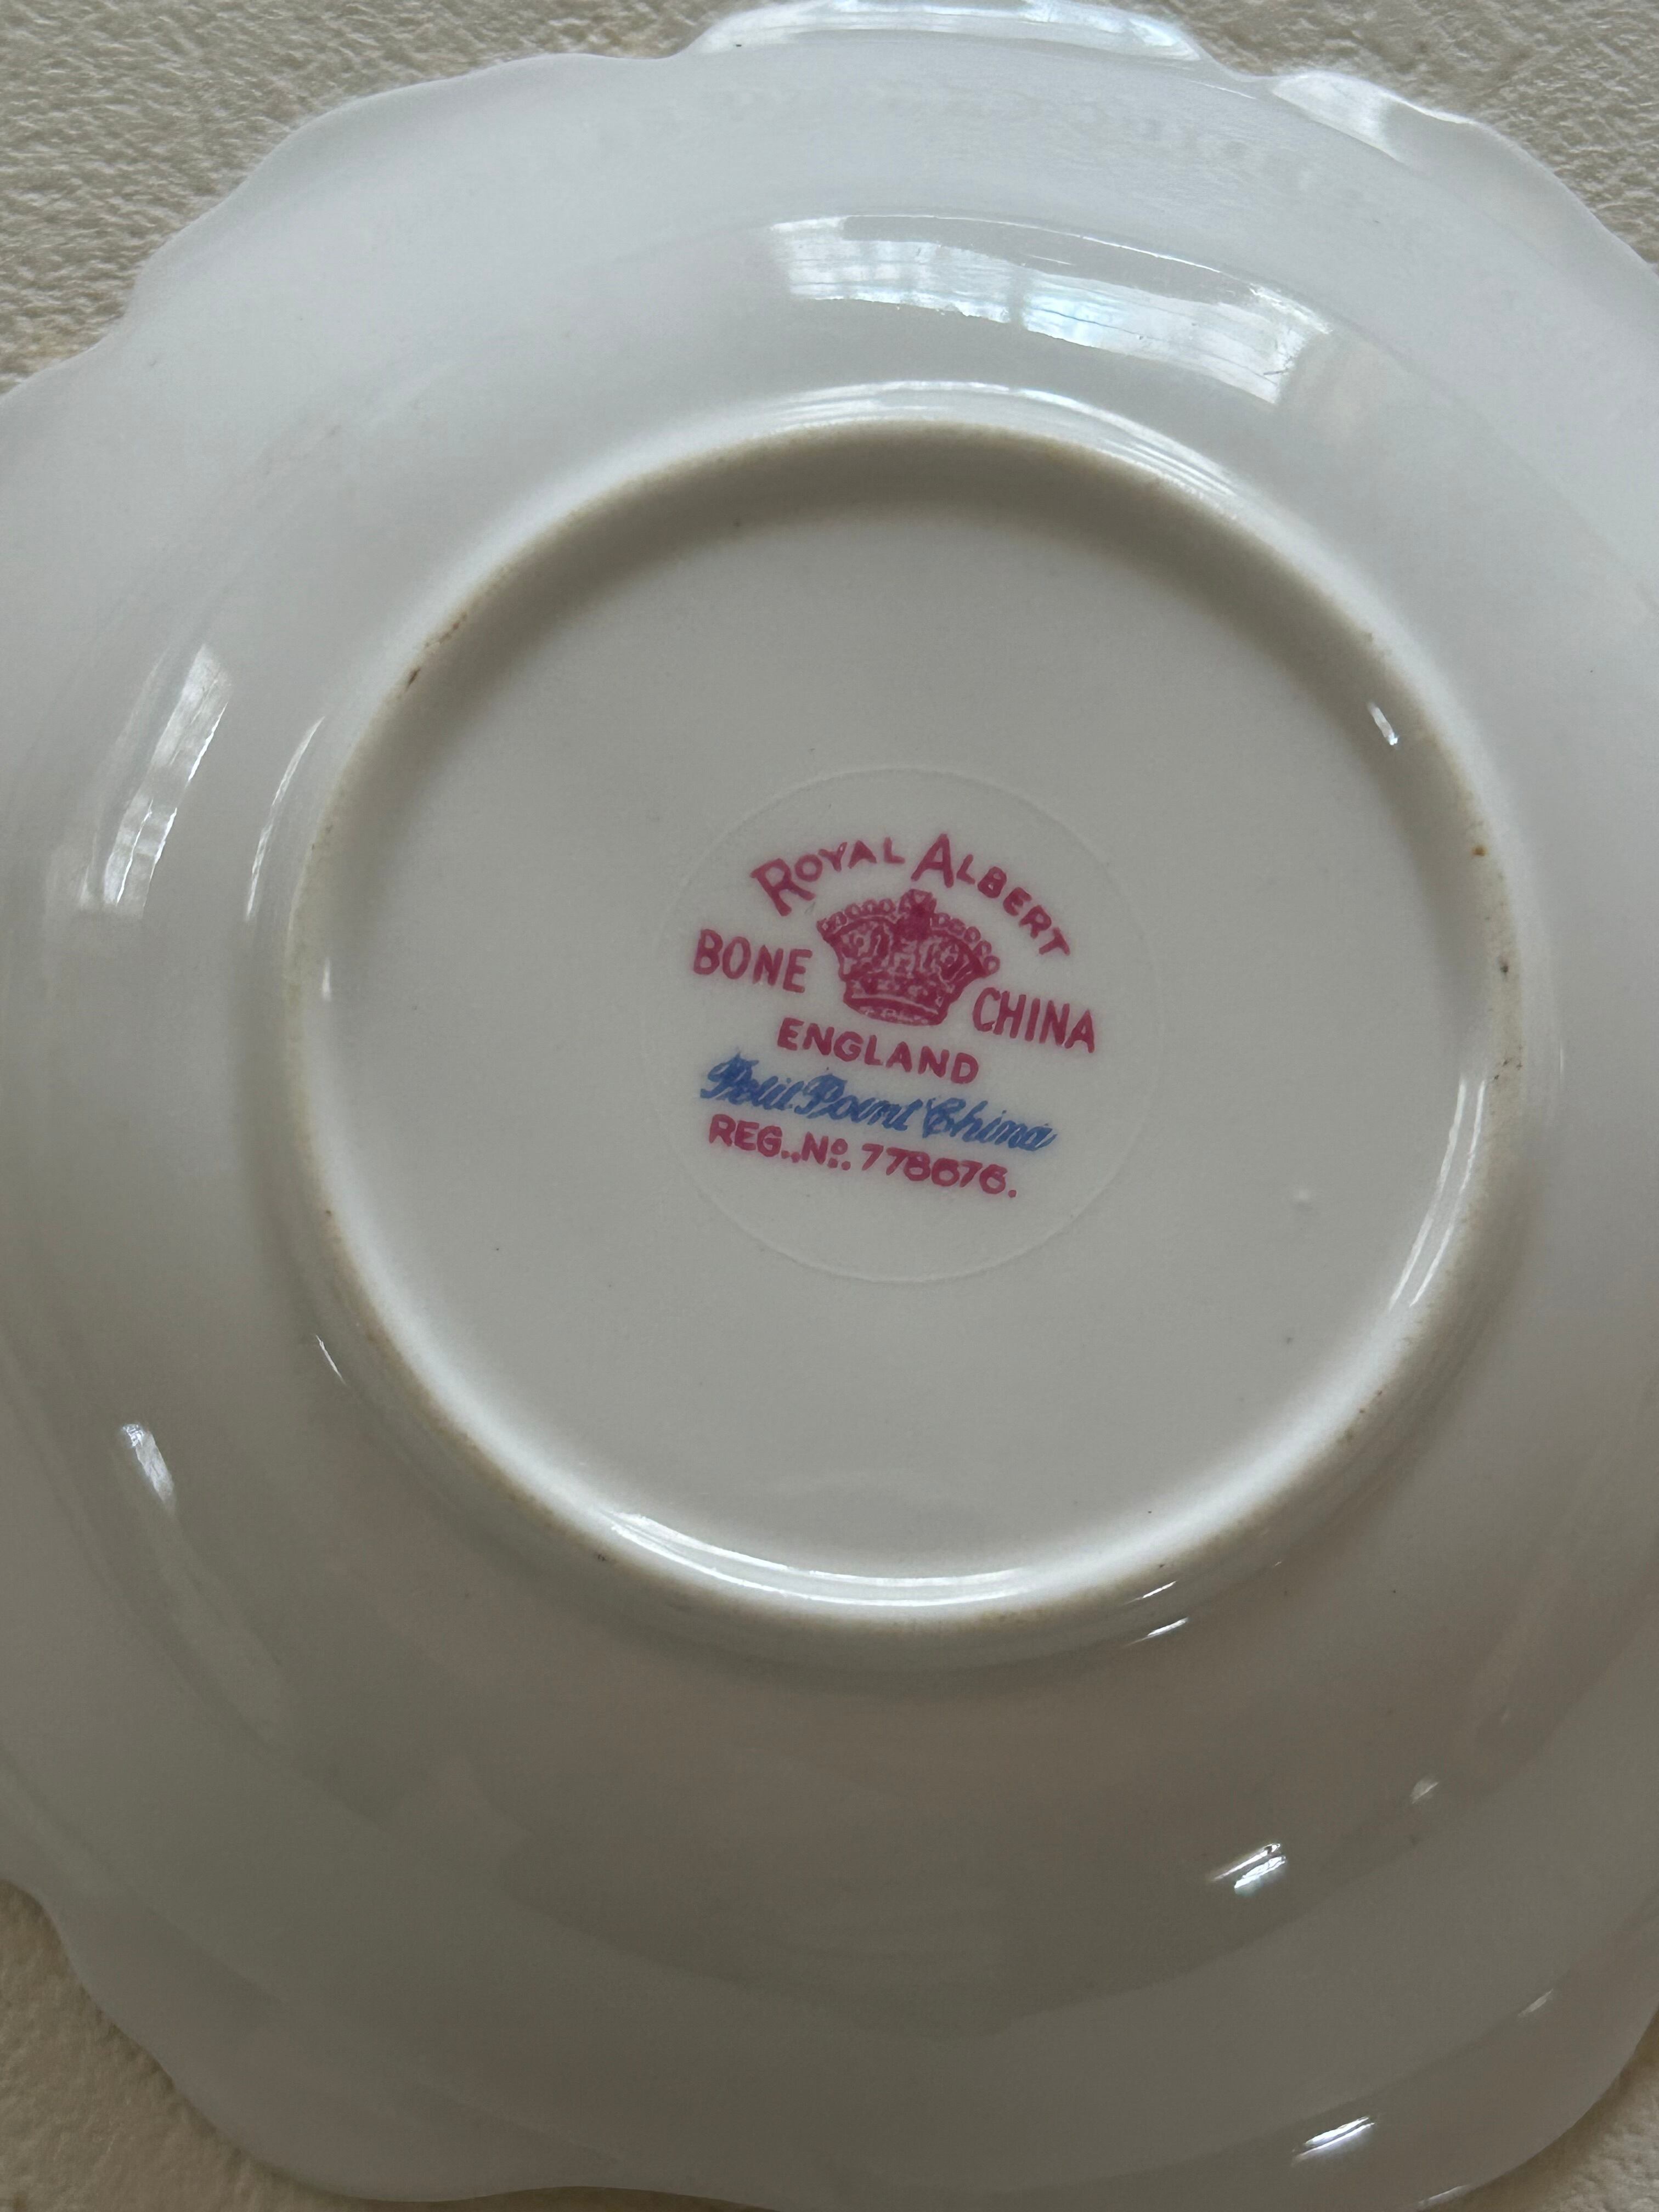 ROYAL ALBERT
BONE CHINA
ENGLAND
Petit Point China
REG. Nº. 778676.